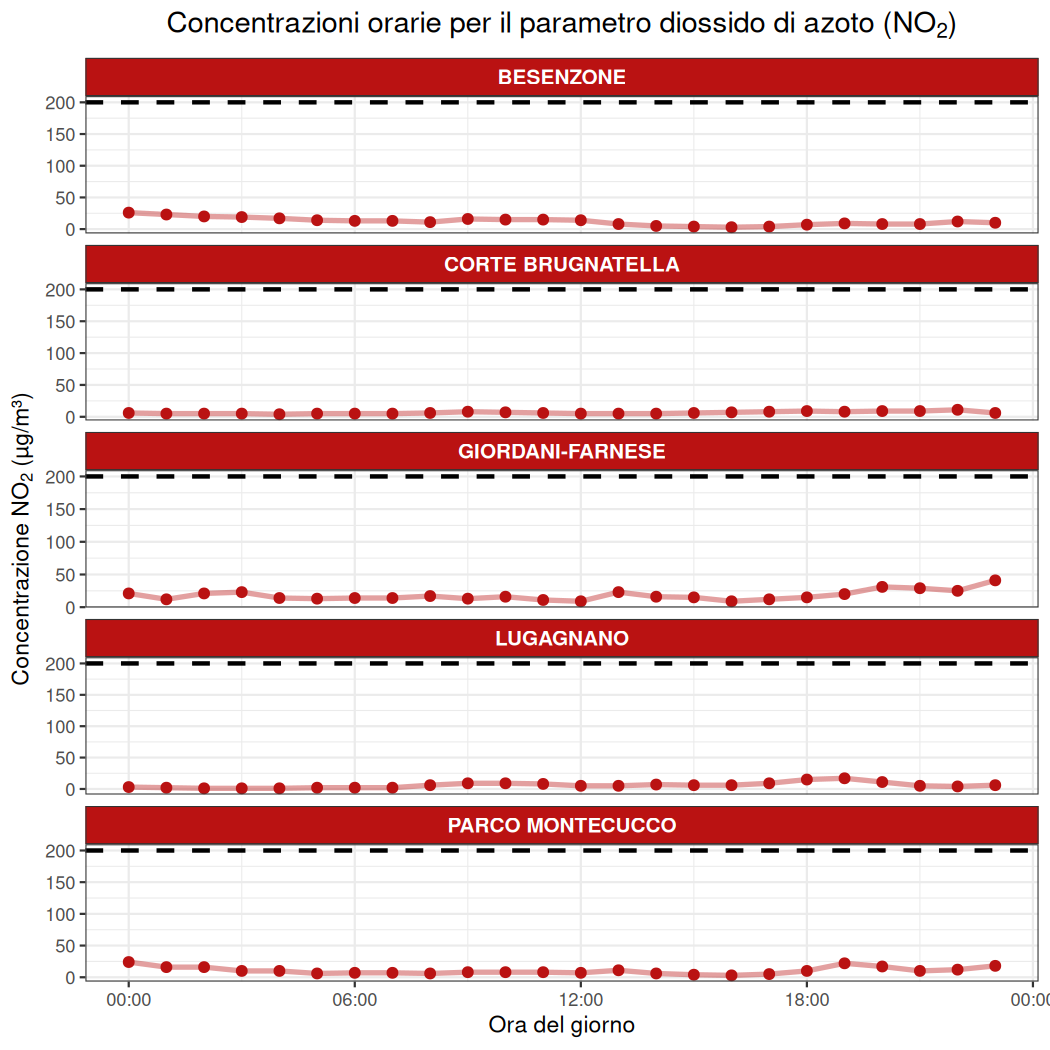 Concentrazioni orarie per il parametro diossido di azoto (NO₂)
Concentrazione NO₂ (µg/m³)
BESENZONE
200
150
100
50
0
CORTE BRUGNATELLA
200
150
100
50
0
GIORDANI-FARNESE
200
150
100
50
0
LUGAGNANO
200
150
100
50
0
PARCO MONTECUCCO
200
150
100
50
0
00:00 06:00 12:00 18:00 00:00
Ora del giorno